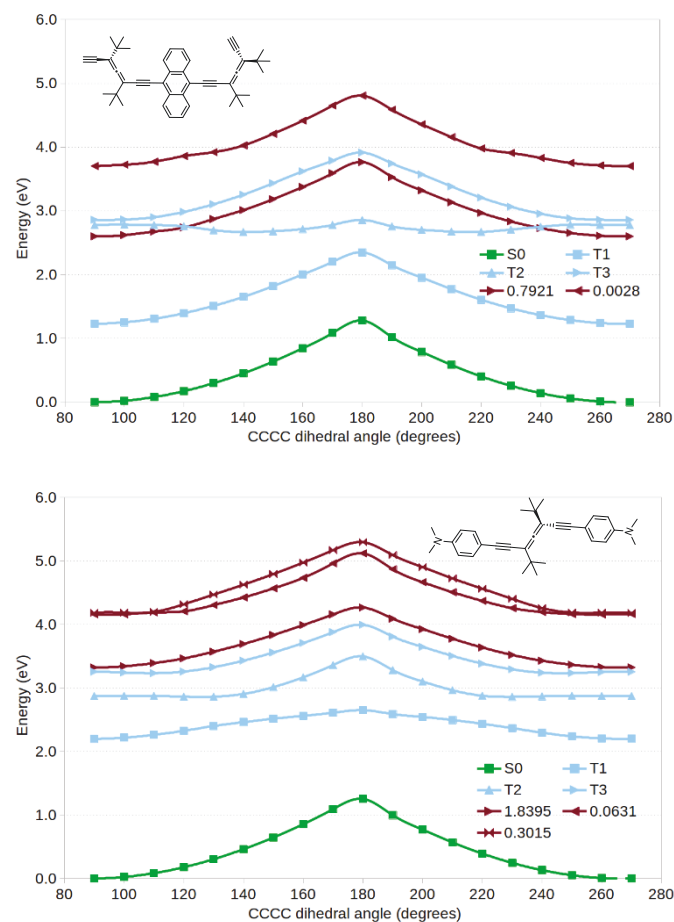 6.0
5.0
4.0
3.0
2.0
1.0
0.0
Energy (eV)
S0 T1
T2 T3
0.7921 0.0028
80 100 120 140 160 180 200 220 240 260 280
CCCC dihedral angle (degrees)
6.0
5.0
4.0
3.0
2.0
1.0
0.0
Energy (eV)
N
N
S0 T1
T2 T3
1.8395 0.0631
0.3015
80 100 120 140 160 180 200 220 240 260 280
CCCC dihedral angle (degrees)